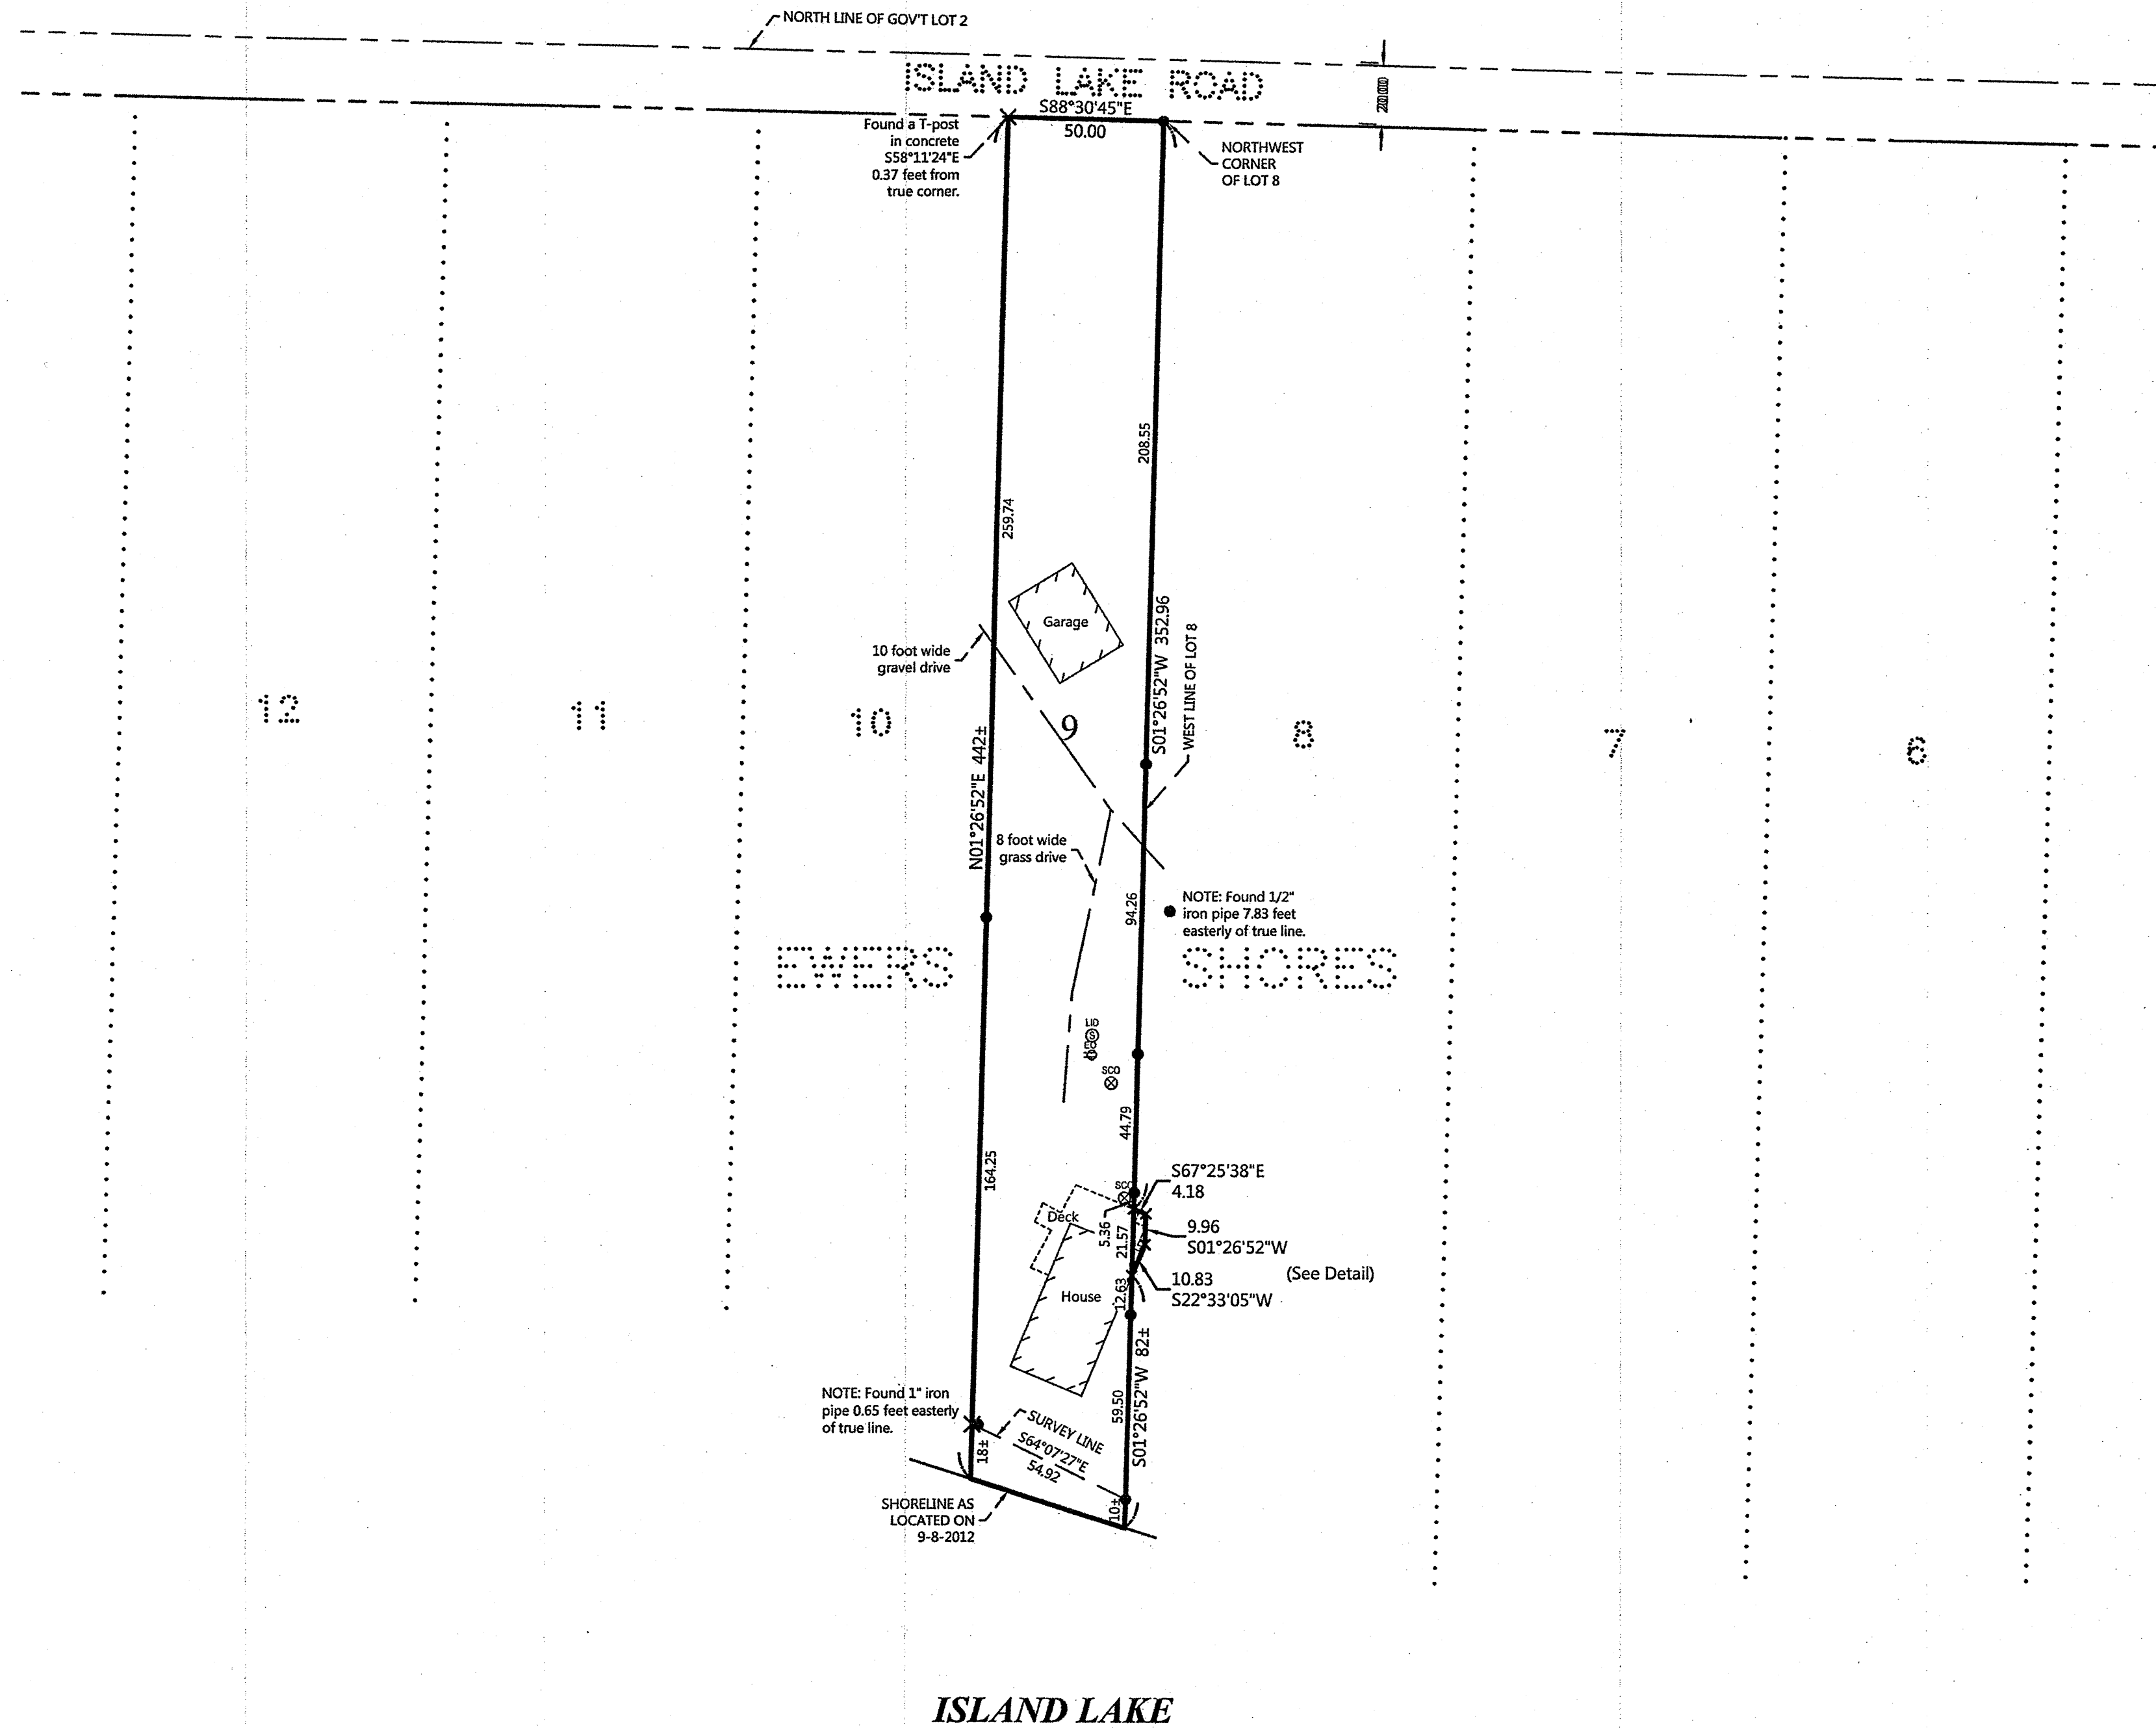 NORTH LINE OF GOV'T LOT 2
ISLAND LAKE ROAD
20.00
S88°30'45"E
50.00
Found a T-post
in concrete
S58°11'24"E
0.37 feet from
true corner.
NORTHWEST
CORNER
OF LOT 8
208.55
259.74
Garage
S01°26'52"W 352.96
WEST LINE OF LOT 8
10 foot wide
gravel drive
12
11
10
9
8
7
6
N01°26'52"E 442±
8 foot wide
grass drive
94.26
NOTE: Found 1/2"
iron pipe 7.83 feet
easterly of true line.
EWERS SHORES
LID
SCO
44.79
164.25
S67°25'38"E
4.18
SCO
Deck
5.36
21.57
9.96
S01°26'52"W
(See Detail)
10.83
S22°33'05"W
House
12.63
S01°26'52"W 82±
59.50
NOTE: Found 1" iron
pipe 0.65 feet easterly
of true line.
SURVEY LINE
S64°07'27"E
54.92
18±
10±
SHORELINE AS
LOCATED ON
9-8-2012
ISLAND LAKE